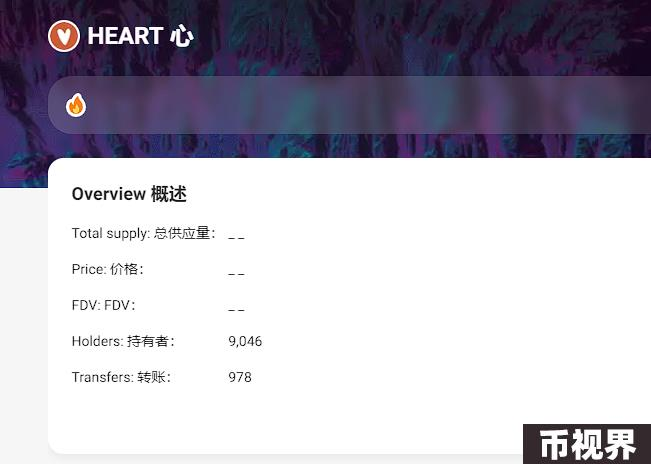 HEART 心
Overview 概述
Total supply: 总供应量： _ _
Price: 价格： _ _
FDV: FDV： _ _
Holders: 持有者： 9,046
Transfers: 转账： 978
币视界